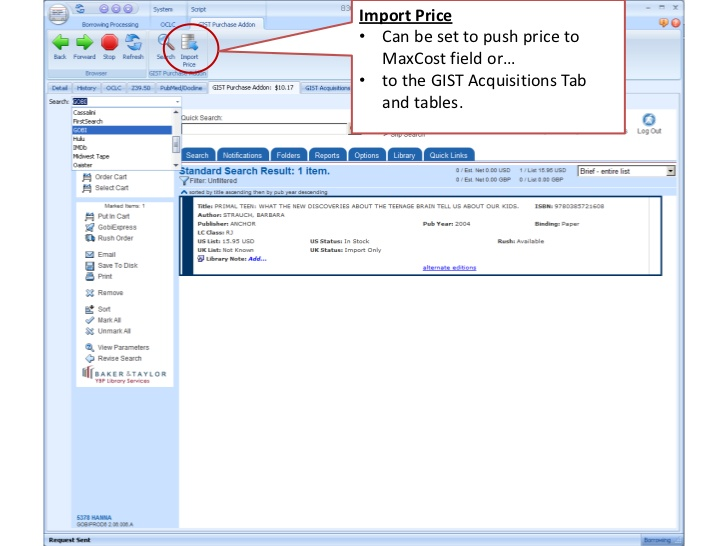 System Script
Borrowing Processing OCLC GIST Purchase Addon
Back Forward Stop Refresh Search Import
Price
Browser GIST Purchase Addon
Import Price
• Can be set to push price to
MaxCost field or…
• to the GIST Acquisitions Tab
and tables.
Detail History OCLC Z39.50 PubMed/Docline GIST Purchase Addon: $10.17 GIST Acquisitions
Search: GOBI
Cassalini
FirstSearch
GOBI
Hulu
IMDb
Midwest Tape
Oaister
Quick Search:
Log Out
Search Notifications Folders Reports Options Library Quick Links
Standard Search Result: 1 item.
0 / Est. Net 0.00 USD 1 / List 15.95 USD
Brief - entire list
Filter: Unfiltered
0 / Est. Net 0.00 GBP 0 / List 0.00 GBP
sorted by title ascending then by pub year descending
Order Cart
Select Cart
Marked Items: 1
Put in Cart
GobiExpress
Rush Order
Email
Save To Disk
Print
Remove
Sort
Mark All
Unmark All
View Parameters
Revise Search
BAKER & TAYLOR
YBP Library Services
Title: PRIMAL TEEN: WHAT THE NEW DISCOVERIES ABOUT THE TEENAGE BRAIN TELL US ABOUT OUR KIDS. ISBN: 9780385721608
Author: STRAUCH, BARBARA
Publisher: ANCHOR Pub Year: 2004 Binding: Paper
LC Class: RJ
US List: 15.95 USD US Status: In Stock Rush: Available
UK List: Not Known UK Status: Import Only
Library Note: Add...
alternate editions
5378 HANNA
Request Sent
Borrowing